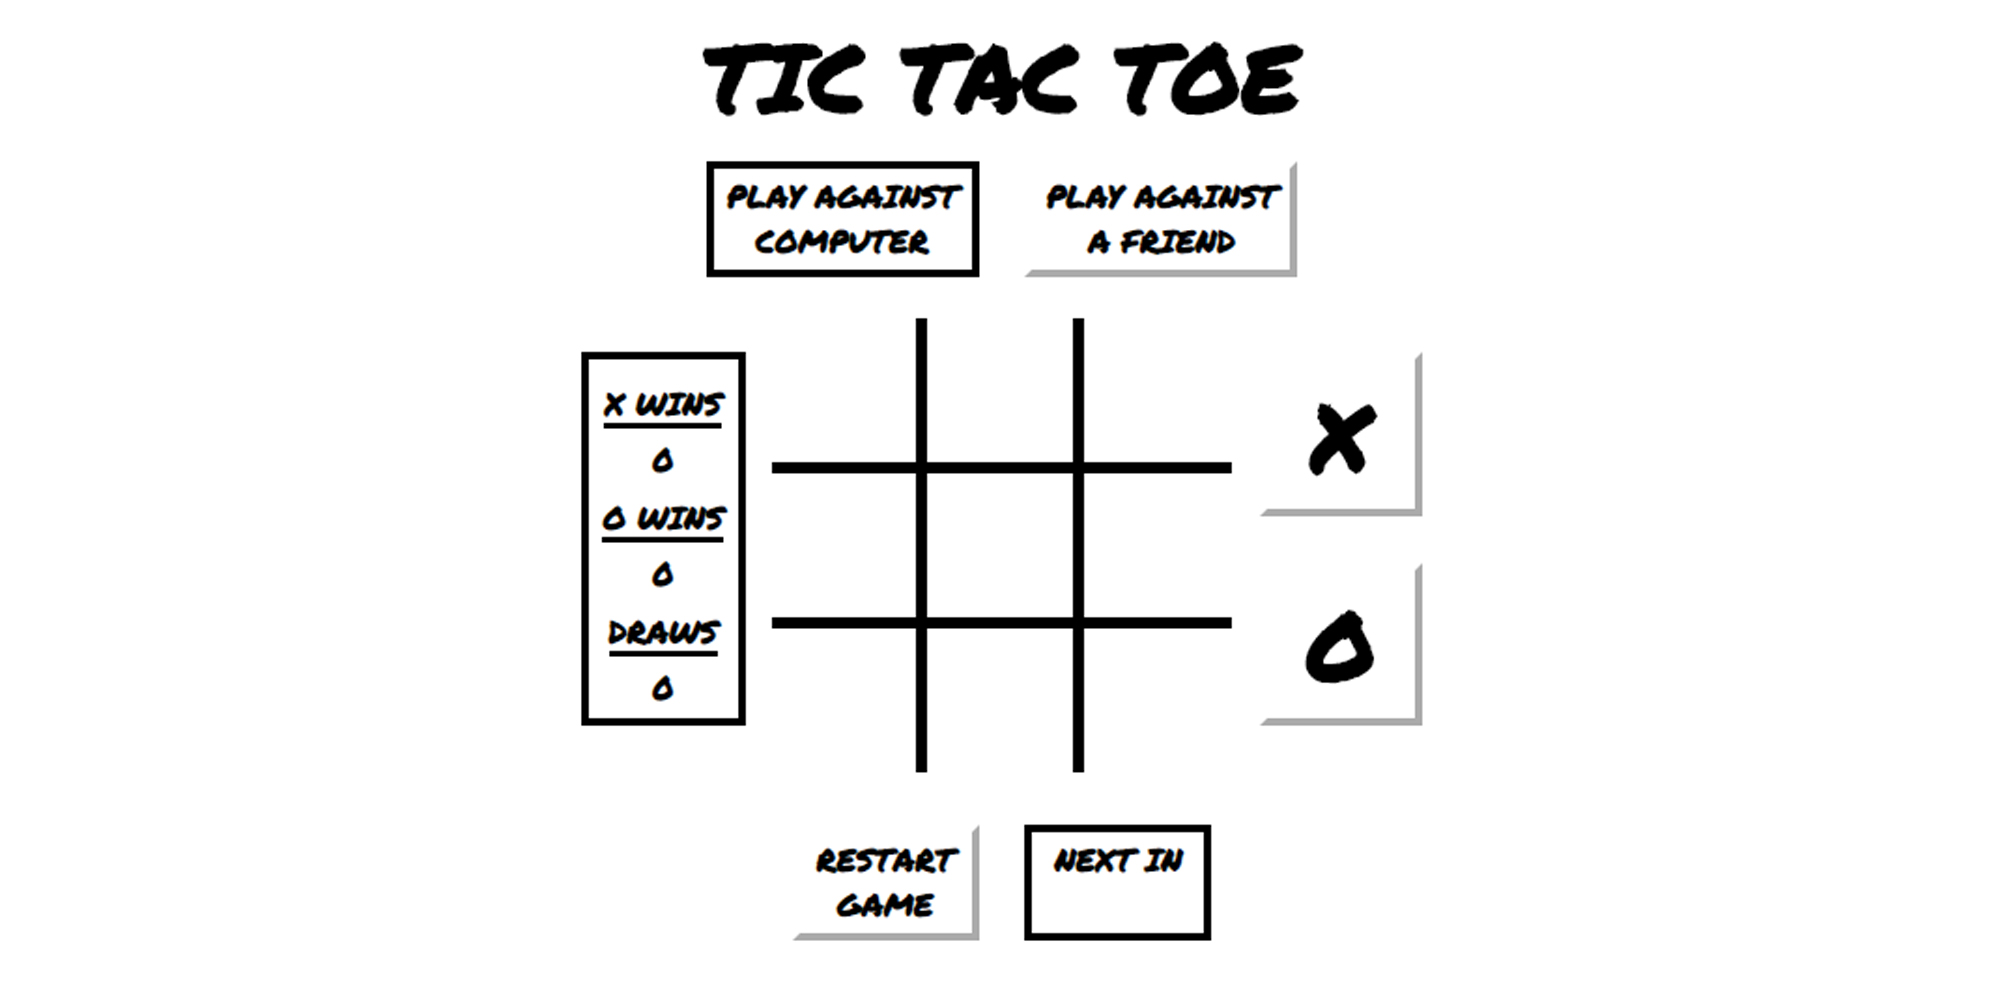 TIC TAC TOE
PLAY AGAINST
COMPUTER
PLAY AGAINST
A FRIEND
X WINS
0
O WINS
0
DRAWS
0
X
O
RESTART
GAME
NEXT IN